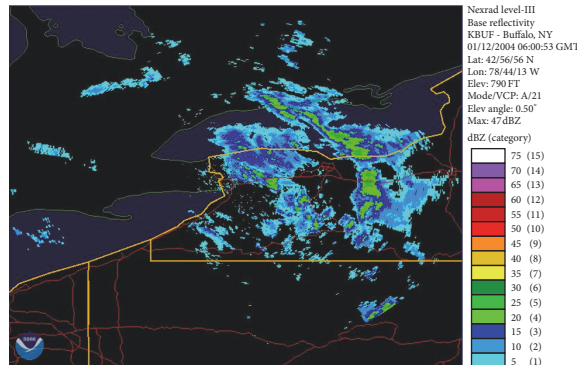 Nexrad level-III
Base reflectivity
KBUF - Buffalo, NY
01/12/2004 06:00:53 GMT
Lat: 42/56/56 N
Lon: 78/44/13 W
Elev: 790 FT
Mode/VCP: A/21
Elev angle: 0.50°
Max: 47dBZ
dBZ (category)
75 (15)
70 (14)
65 (13)
60 (12)
55 (11)
50 (10)
45 (9)
40 (8)
35 (7)
30 (6)
25 (5)
20 (4)
15 (3)
10 (2)
5 (1)